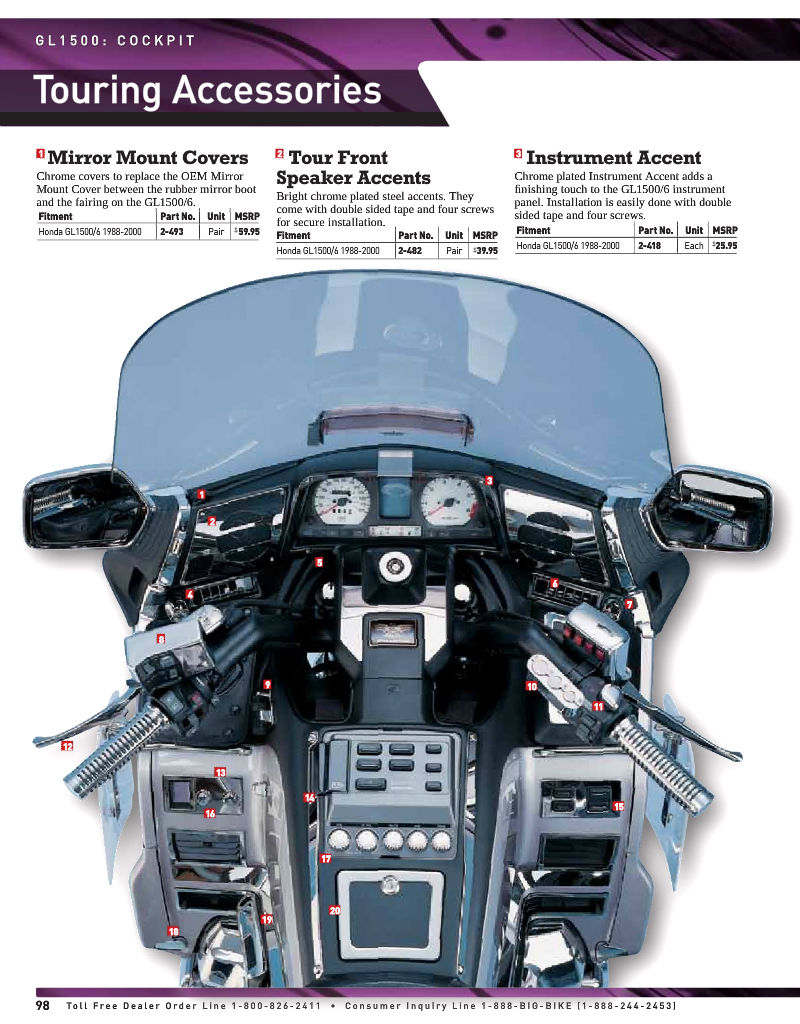 GL1500: COCKPIT
Touring Accessories
1 Mirror Mount Covers
Chrome covers to replace the OEM Mirror
Mount Cover between the rubber mirror boot
and the fairing on the GL1500/6.
Fitment Part No. Unit MSRP
Honda GL1500/6 1988-2000 2-493 Pair $59.95
2 Tour Front
Speaker Accents
Bright chrome plated steel accents. They
come with double sided tape and four screws
for secure installation.
Fitment Part No. Unit MSRP
Honda GL1500/6 1988-2000 2-482 Pair $39.95
3 Instrument Accent
Chrome plated Instrument Accent adds a
finishing touch to the GL1500/6 instrument
panel. Installation is easily done with double
sided tape and four screws.
Fitment Part No. Unit MSRP
Honda GL1500/6 1988-2000 2-418 Each $25.95
3
1
2
5
4
6
7
8
9
10
11
12
13
14
15
16
17
20
19
18
98 Toll Free Dealer Order Line 1-800-826-2411 • Consumer Inquiry Line 1-888-BIG-BIKE (1-888-244-2453)